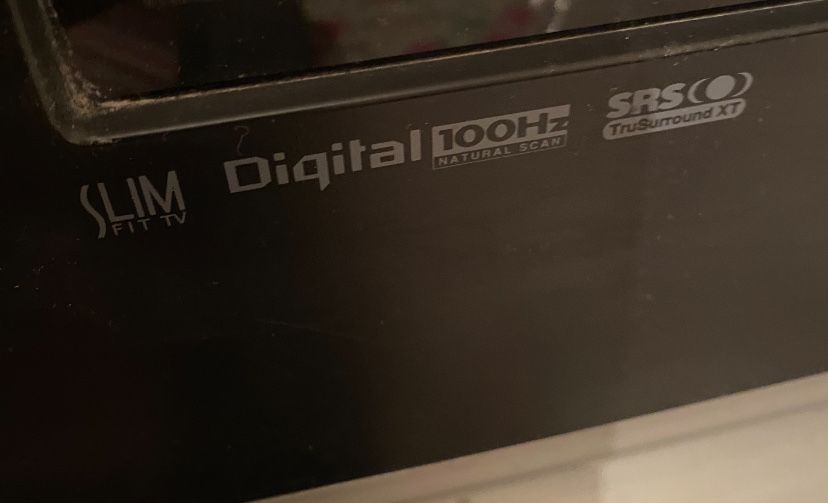 SLIM
FIT TV
Digital 100Hz
NATURAL SCAN
SRS
TruSurround XT